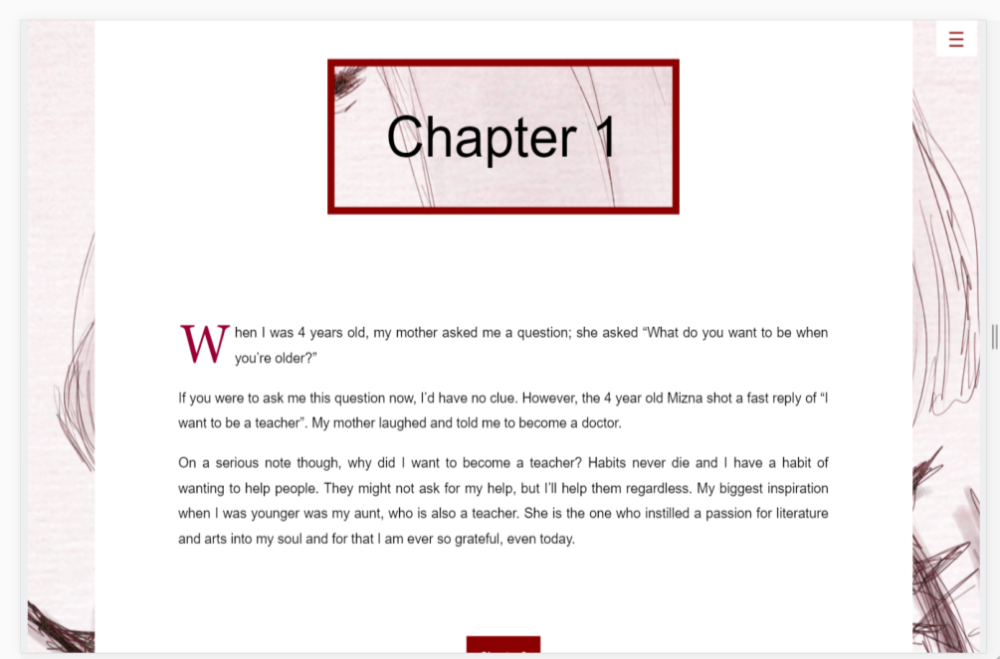 Chapter 1
When I was 4 years old, my mother asked me a question; she asked “What do you want to be when
you’re older?”
If you were to ask me this question now, I’d have no clue. However, the 4 year old Mizna shot a fast reply of “I
want to be a teacher”. My mother laughed and told me to become a doctor.
On a serious note though, why did I want to become a teacher? Habits never die and I have a habit of
wanting to help people. They might not ask for my help, but I’ll help them regardless. My biggest inspiration
when I was younger was my aunt, who is also a teacher. She is the one who instilled a passion for literature
and arts into my soul and for that I am ever so grateful, even today.